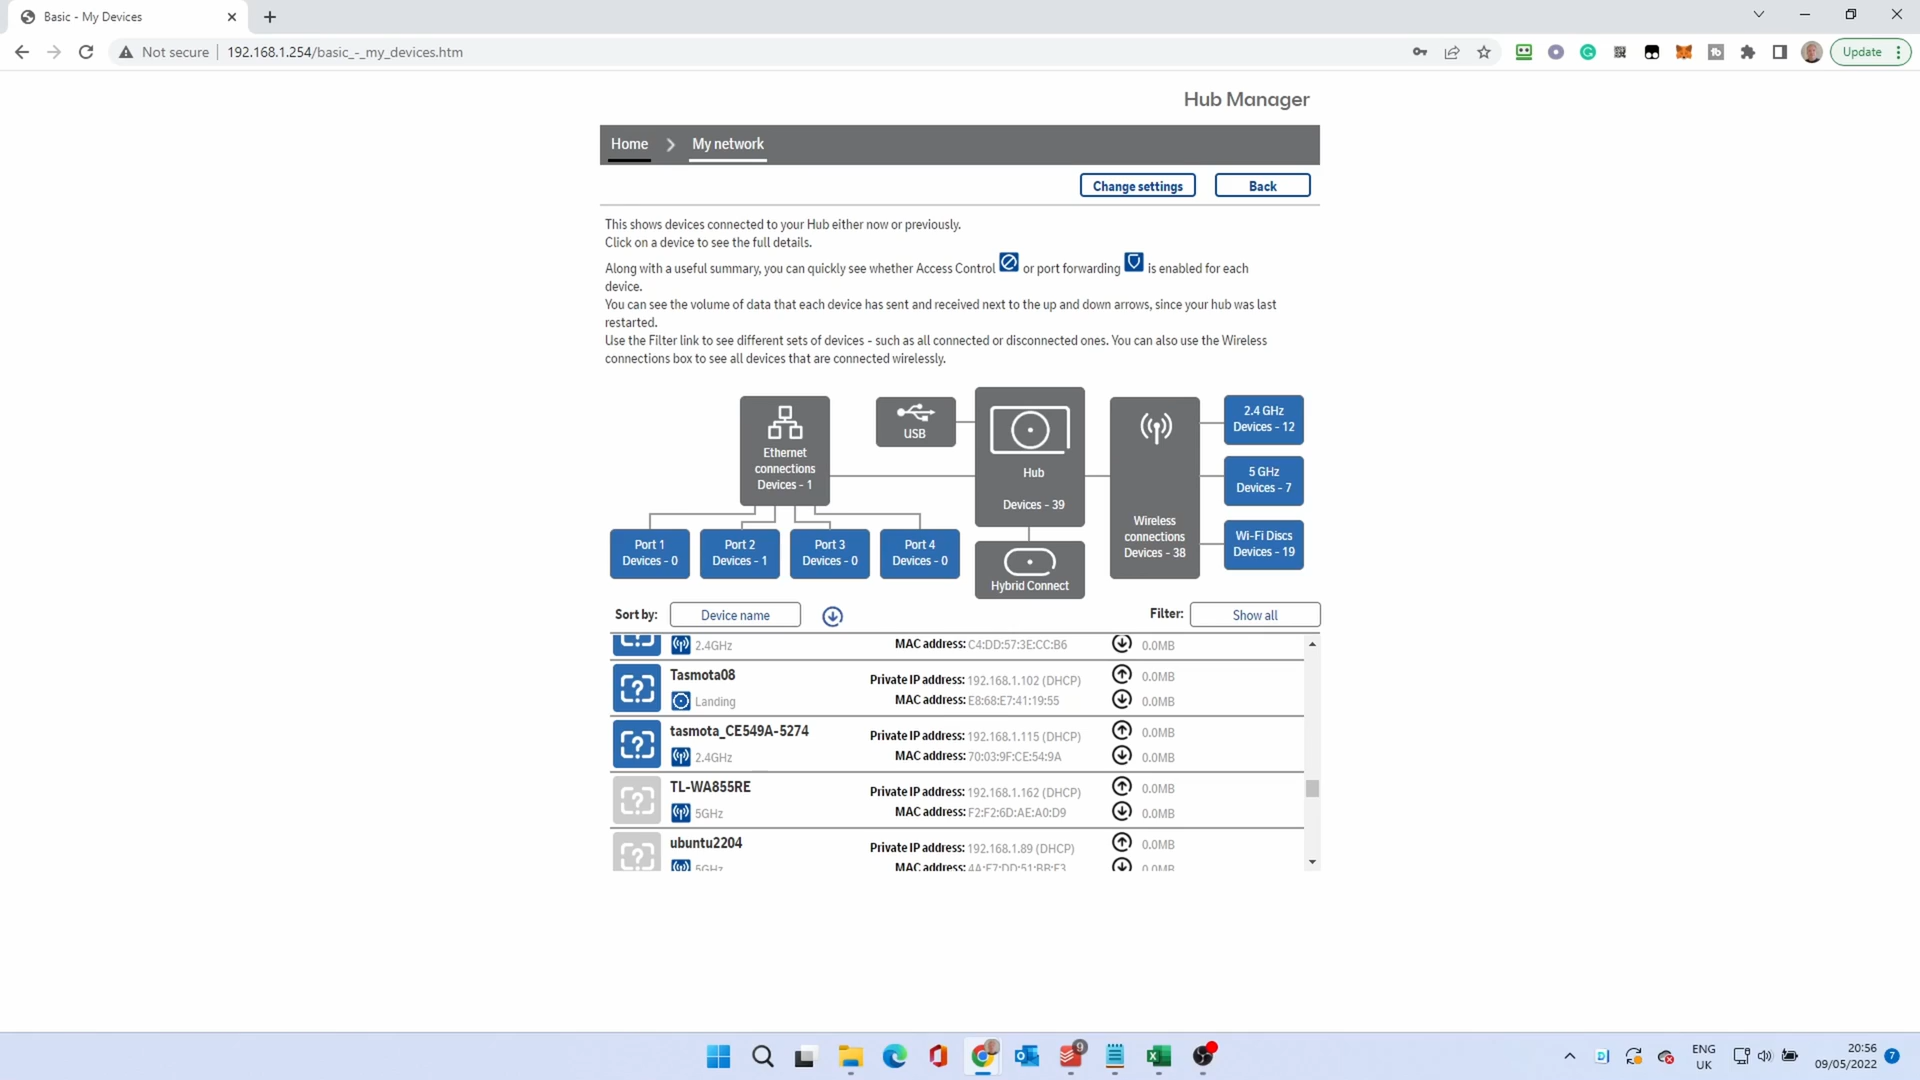 Basic - My Devices
Not secure
192.168.1.254/basic_-_my_devices.htm
Update
Hub Manager
Home
My network
Change settings
Back
This shows devices connected to your Hub either now or previously.
Click on a device to see the full details.
Along with a useful summary, you can quickly see whether Access Control or port forwarding is enabled for each
device.
You can see the volume of data that each device has sent and received next to the up and down arrows, since your hub was last
restarted.
Use the Filter link to see different sets of devices - such as all connected or disconnected ones. You can also use the Wireless
connections box to see all devices that are connected wirelessly.
Ethernet
connections
Devices - 1
USB
Hub
Devices - 39
Wireless
connections
Devices - 38
2.4 GHz
Devices - 12
5 GHz
Devices - 7
Wi-Fi Discs
Devices - 19
Port 1
Devices - 0
Port 2
Devices - 1
Port 3
Devices - 0
Port 4
Devices - 0
Hybrid Connect
Sort by:
Device name
Filter:
Show all
2.4GHz
MAC address: C4:DD:57:3E:CC:B6
0.0MB
Tasmota08
Private IP address: 192.168.1.102 (DHCP)
0.0MB
Landing
MAC address: E8:68:E7:41:19:55
0.0MB
tasmota_CE549A-5274
Private IP address: 192.168.1.115 (DHCP)
0.0MB
2.4GHz
MAC address: 70:03:9F:CE:54:9A
0.0MB
TL-WA855RE
Private IP address: 192.168.1.162 (DHCP)
0.0MB
5GHz
MAC address: F2:F2:6D:AE:A0:D9
0.0MB
ubuntu2204
Private IP address: 192.168.1.89 (DHCP)
0.0MB
5GHz
MAC address: 4A:F7:DD:51:BB:F3
0.0MB
9
ENG
UK
20:56
09/05/2022
7